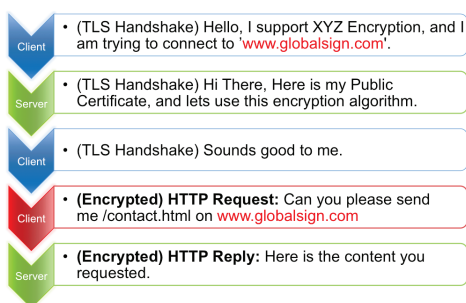 Client
• (TLS Handshake) Hello, I support XYZ Encryption, and I
am trying to connect to 'www.globalsign.com'.
Server
• (TLS Handshake) Hi There, Here is my Public
Certificate, and lets use this encryption algorithm.
Client
• (TLS Handshake) Sounds good to me.
Client
• (Encrypted) HTTP Request: Can you please send
me /contact.html on www.globalsign.com
Server
• (Encrypted) HTTP Reply: Here is the content you
requested.